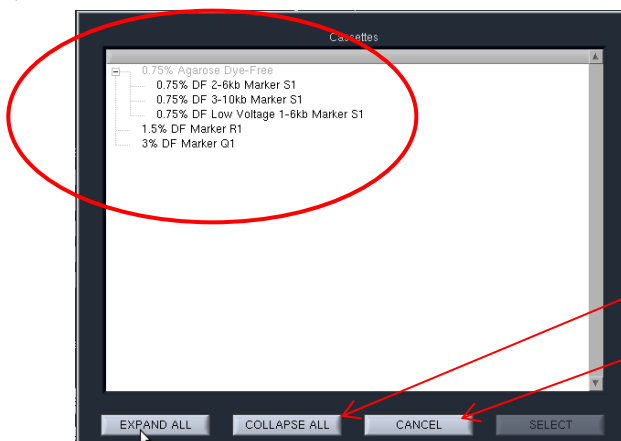 Cassettes
0.75% Agarose Dye-Free
0.75% DF 2-6kb Marker S1
0.75% DF 3-10kb Marker S1
0.75% DF Low Voltage 1-6kb Marker S1
1.5% DF Marker R1
3% DF Marker Q1
EXPAND ALL COLLAPSE ALL CANCEL SELECT